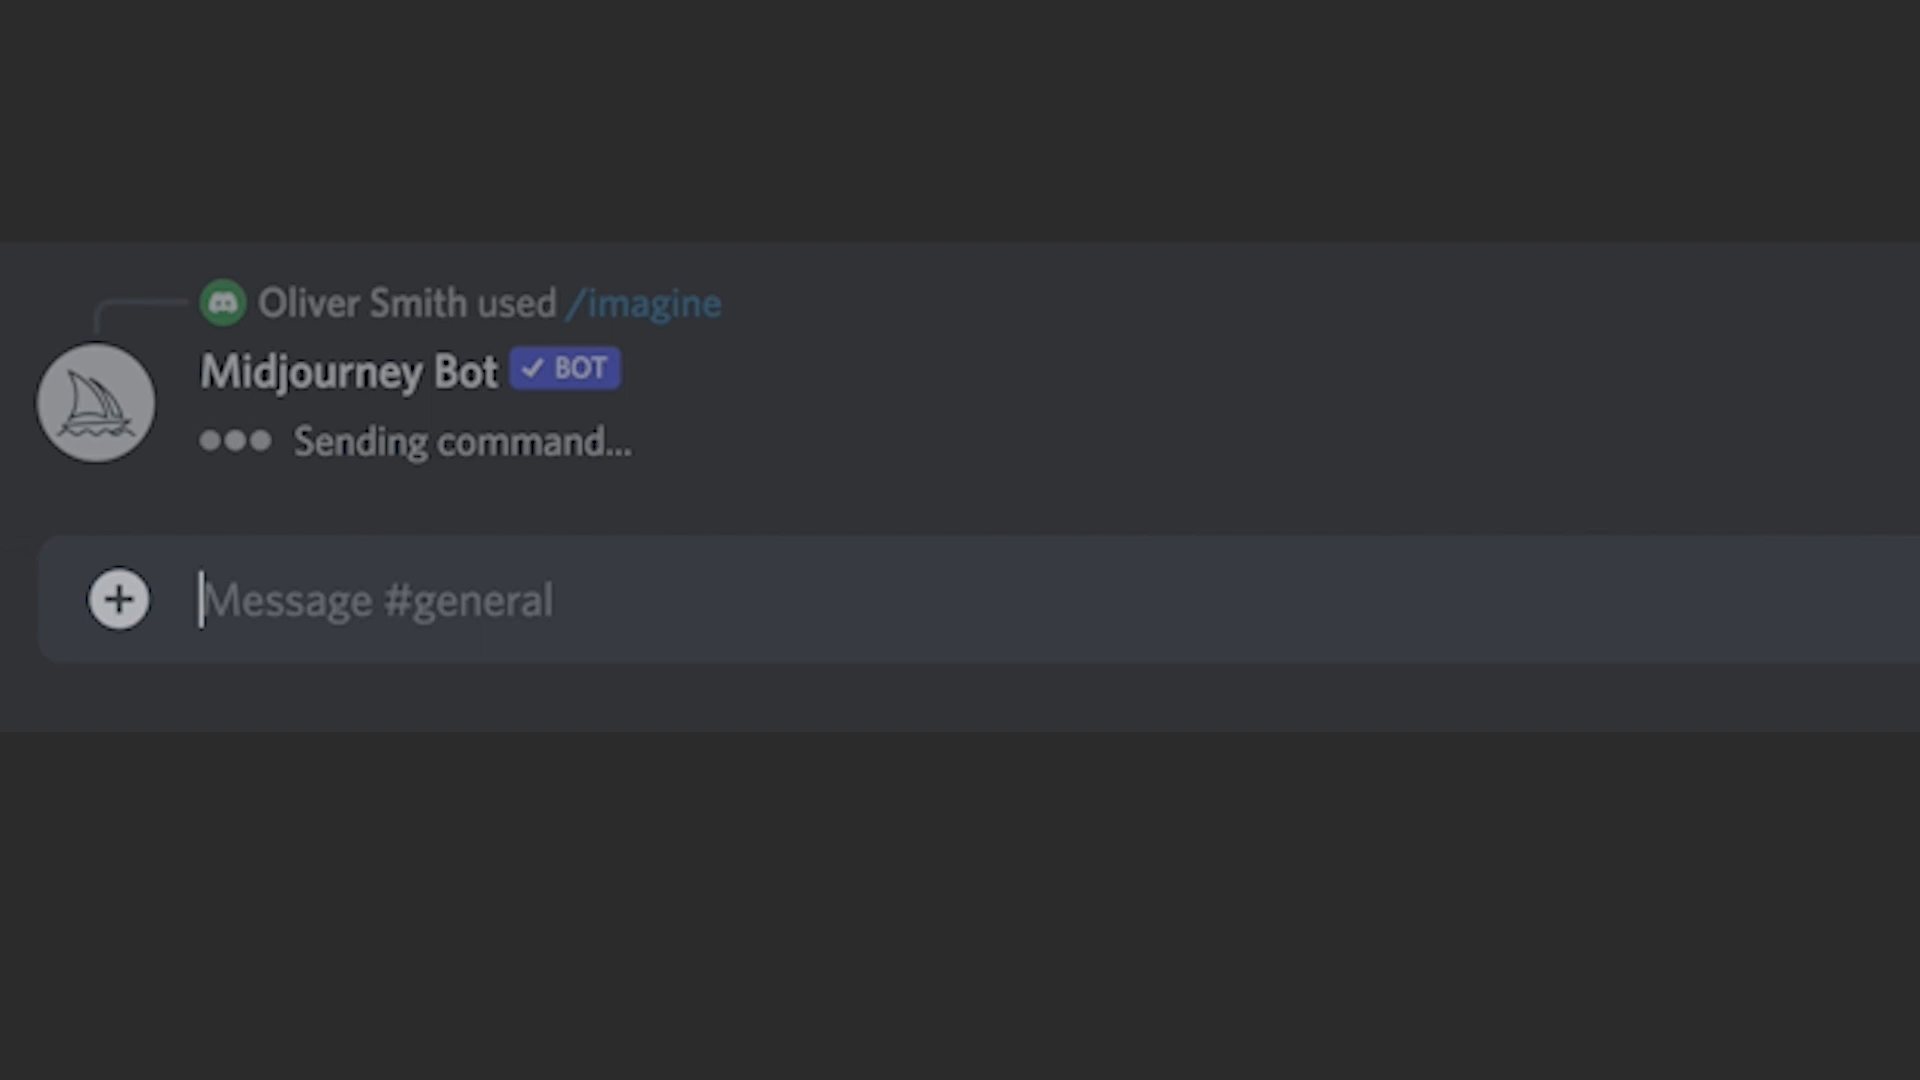 Oliver Smith used /imagine
Midjourney Bot ✓ BOT
Sending command...
Message #general